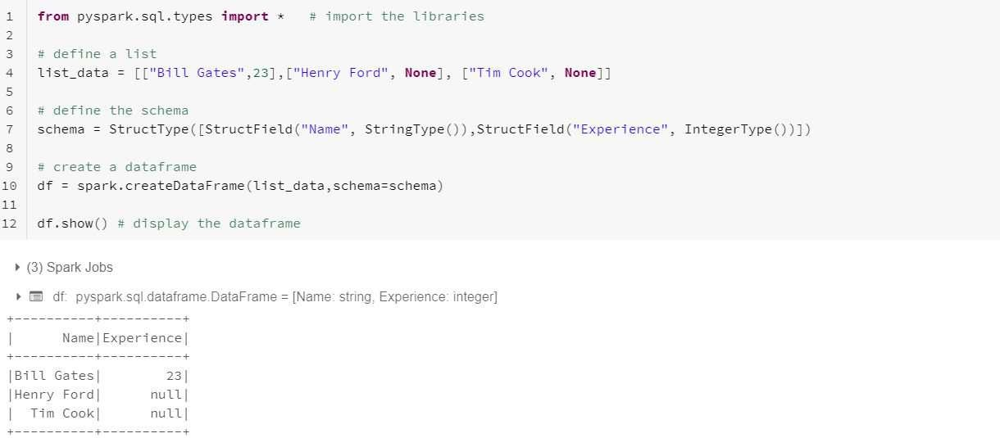 1 from pyspark.sql.types import *   # import the libraries
2
3 # define a list
4 list_data = [["Bill Gates",23],["Henry Ford", None], ["Tim Cook", None]]
5
6 # define the schema
7 schema = StructType([StructField("Name", StringType()),StructField("Experience", IntegerType())])
8
9 # create a dataframe
10 df = spark.createDataFrame(list_data,schema=schema)
11
12 df.show() # display the dataframe
(3) Spark Jobs
df: pyspark.sql.dataframe.DataFrame = [Name: string, Experience: integer]
+----------+----------+
|      Name|Experience|
+----------+----------+
|Bill Gates|        23|
|Henry Ford|      null|
|  Tim Cook|      null|
+----------+----------+